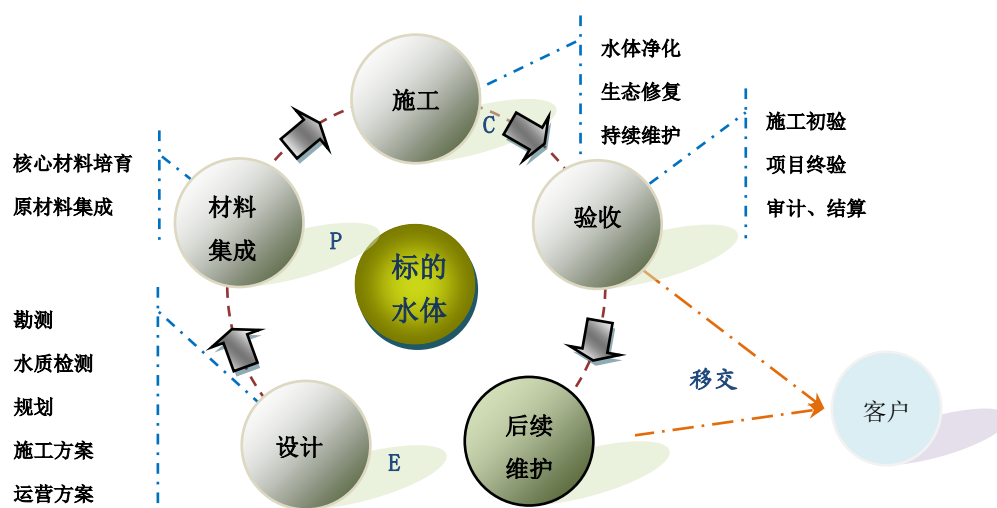 水体净化
生态修复
持续维护
施工
C
施工初验
项目终验
审计、结算
核心材料培育
原材料集成
材料
集成
P
验收
标的
水体
勘测
水质检测
规划
施工方案
运营方案
设计
E
后续
维护
移交
客户